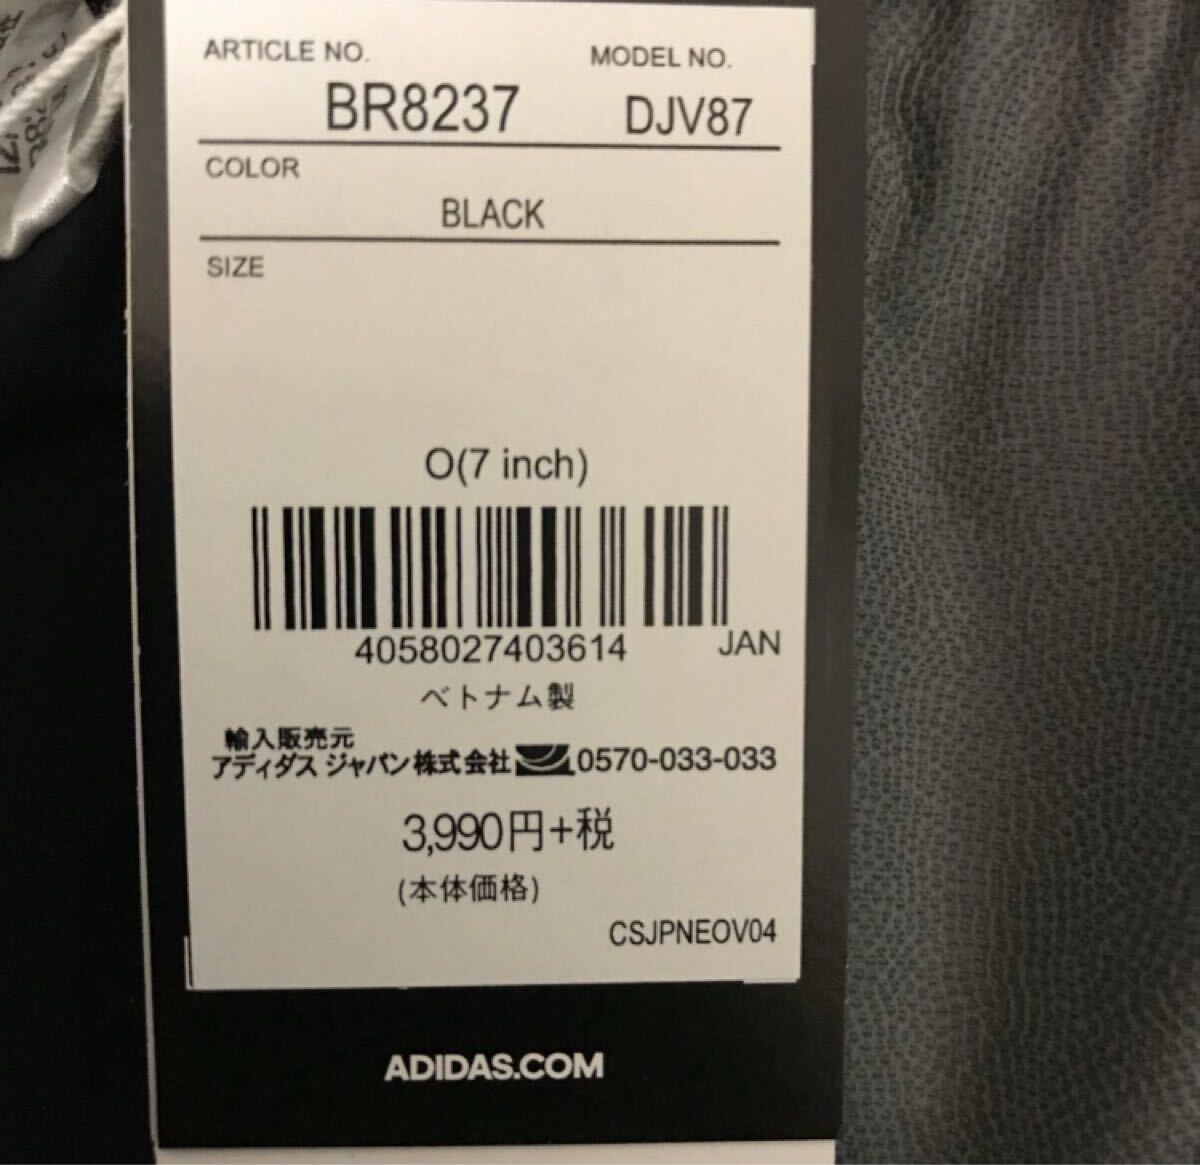 ARTICLE NO. MODEL NO.
BR8237 DJV87
COLOR
BLACK
SIZE
O(7 inch)
4058027403614 JAN
ベトナム製
輸入販売元
アディダス ジャパン株式会社 0570-033-033
3,990円+税
(本体価格)
CSJPNEOV04
ADIDAS.COM